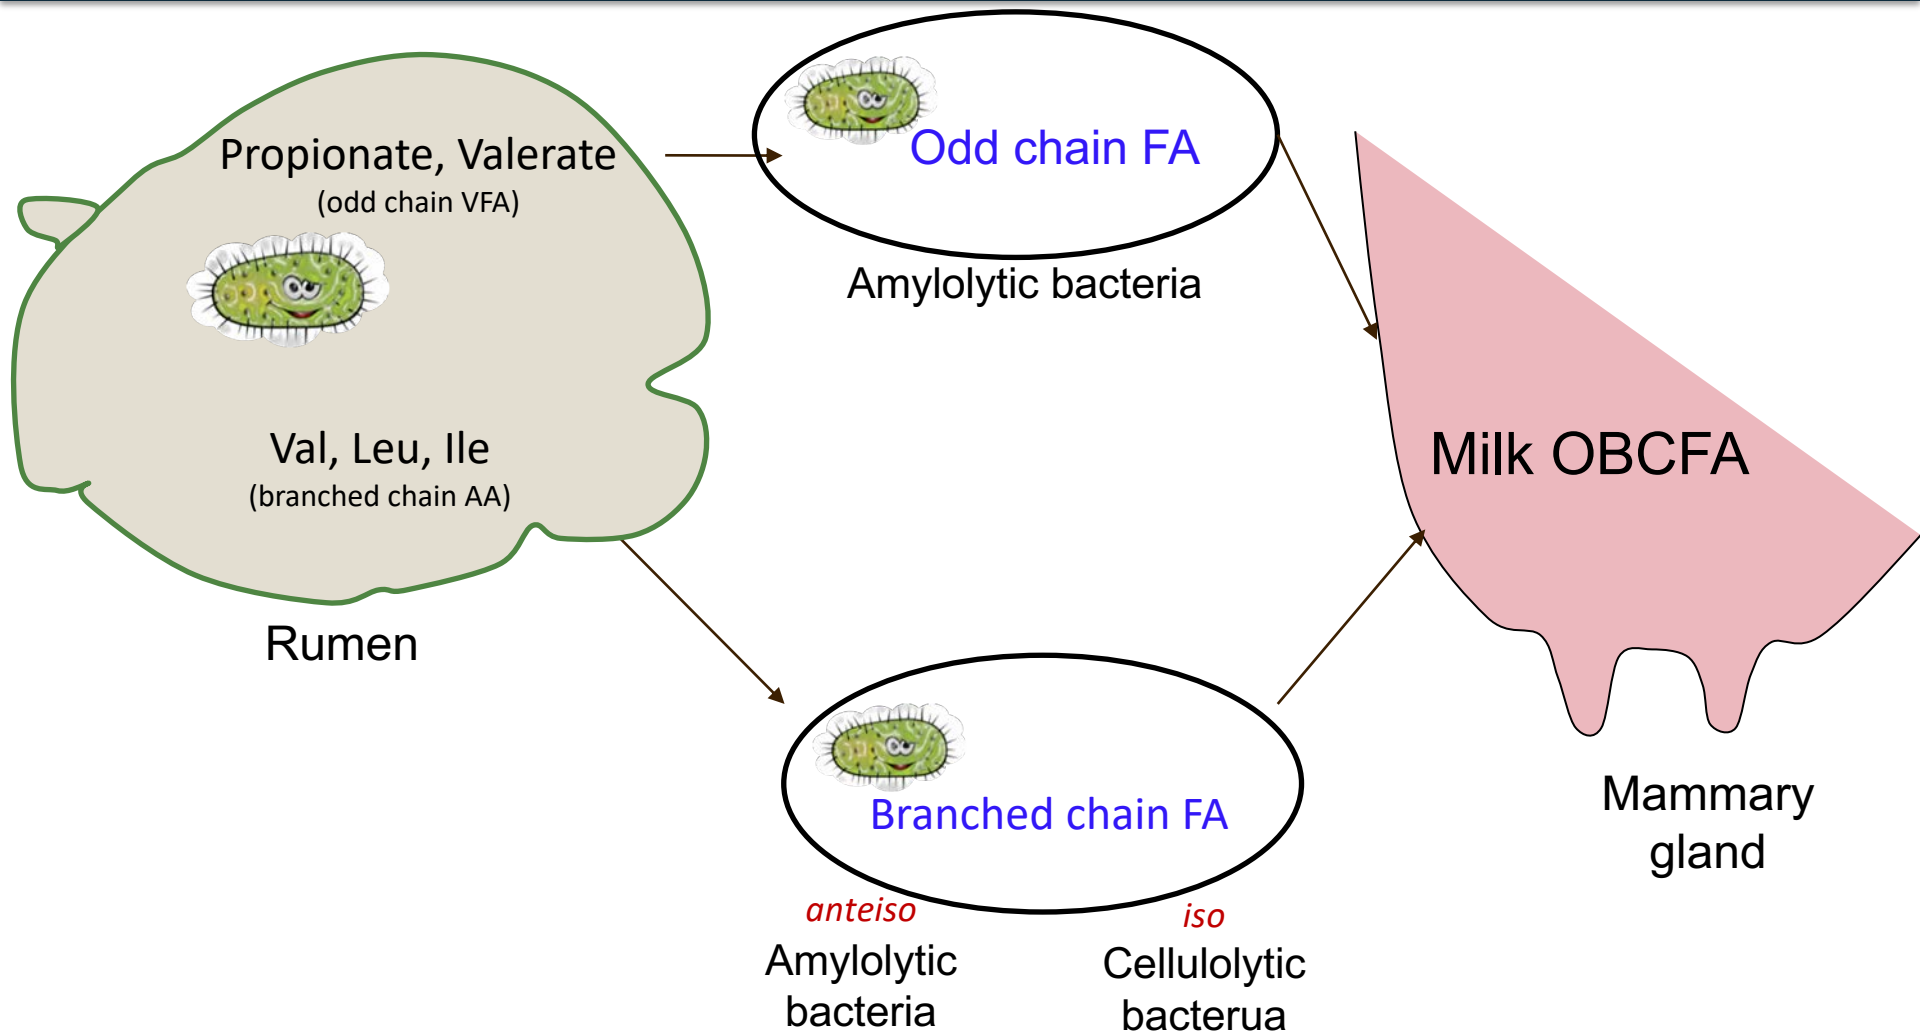 Propionate, Valerate
(odd chain VFA)
Val, Leu, Ile
(branched chain AA)
Rumen
Odd chain FA
Amylolytic bacteria
Branched chain FA
anteiso
Amylolytic
bacteria
iso
Cellulolytic
bacterua
Milk OBCFA
Mammary
gland